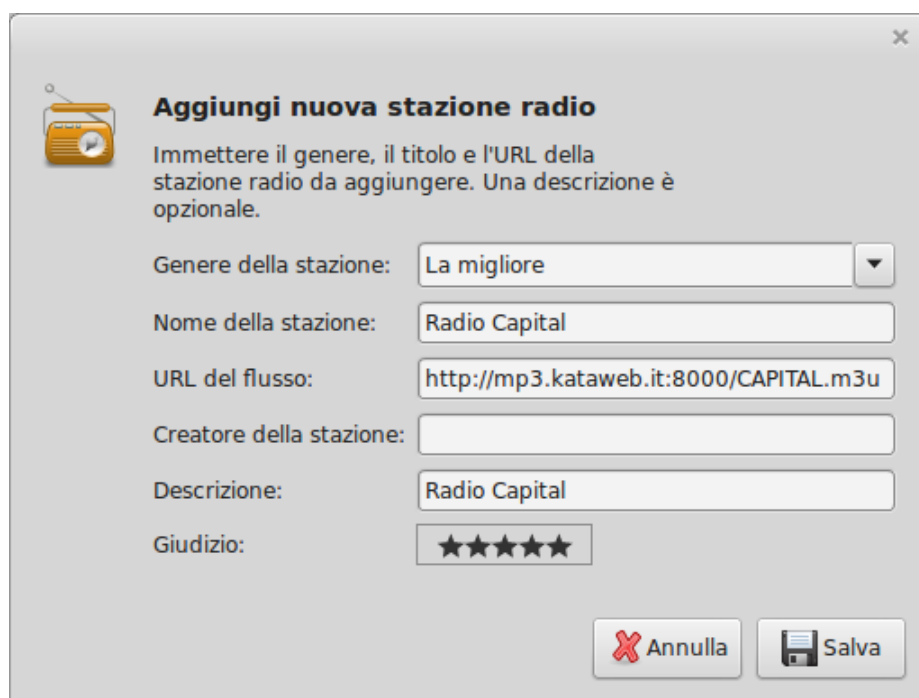 Aggiungi nuova stazione radio
Immettere il genere, il titolo e l'URL della
stazione radio da aggiungere. Una descrizione è
opzionale.
Genere della stazione: La migliore
Nome della stazione: Radio Capital
URL del flusso: http://mp3.kataweb.it:8000/CAPITAL.m3u
Creatore della stazione:
Descrizione: Radio Capital
Giudizio: ★★★★★
Annulla Salva